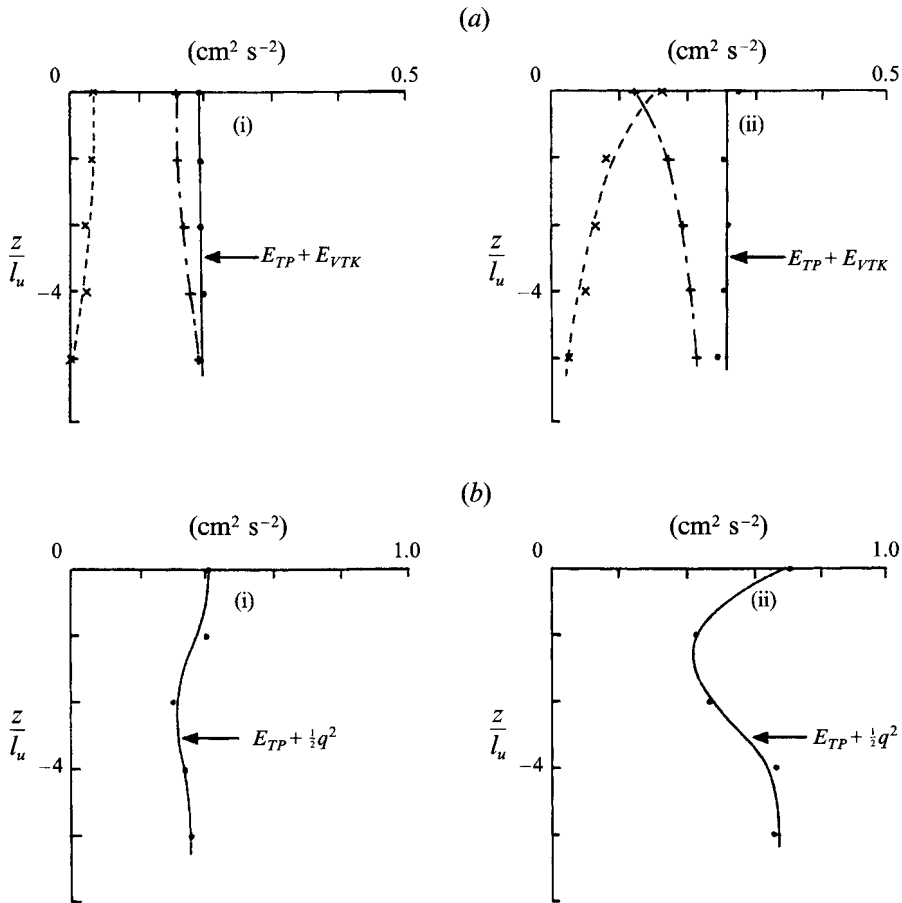 (a)
(cm² s⁻²)
(cm² s⁻²)
0
0.5
0
0.5
(i)
(ii)
z/l_u
E_TP + E_VTK
z/l_u
E_TP + E_VTK
−4
−4
(b)
(cm² s⁻²)
(cm² s⁻²)
0
1.0
0
1.0
(i)
(ii)
z/l_u
E_TP + ½q²
z/l_u
E_TP + ½q²
−4
−4